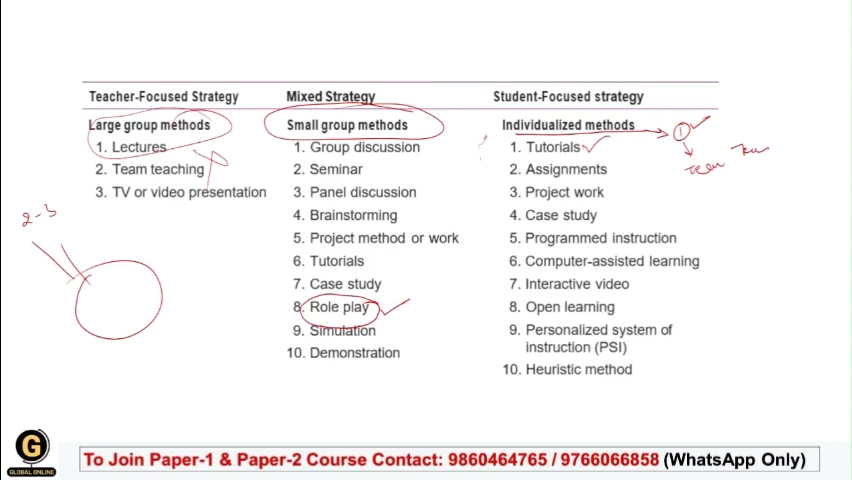 Teacher-Focused Strategy
Large group methods
1. Lectures
2. Team teaching
3. TV or video presentation
2-3
Mixed Strategy
Small group methods
1. Group discussion
2. Seminar
3. Panel discussion
4. Brainstorming
5. Project method or work
6. Tutorials
7. Case study
8. Role play
9. Simulation
10. Demonstration
Student-Focused strategy
Individualized methods
1
1. Tutorials
2. Assignments
3. Project work
4. Case study
5. Programmed instruction
6. Computer-assisted learning
7. Interactive video
8. Open learning
9. Personalized system of
instruction (PSI)
10. Heuristic method
G
GLOBAL ONLINE
To Join Paper-1 & Paper-2 Course Contact: 9860464765 / 9766066858 (WhatsApp Only)